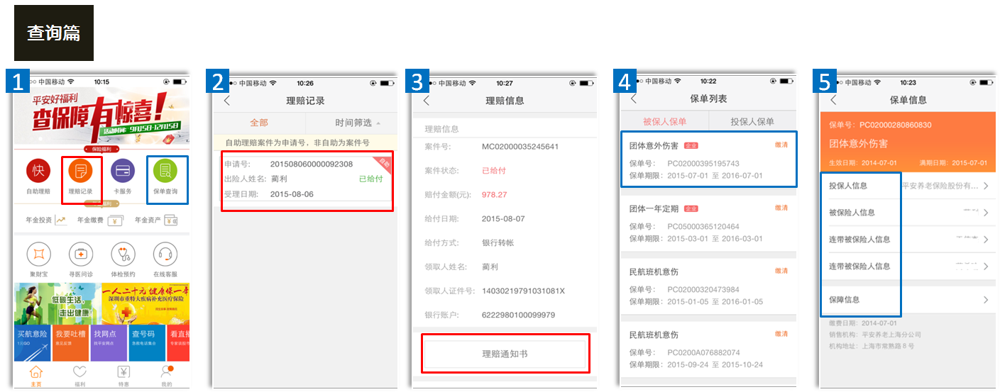 查询篇
1
中国移动
10:15
平安好福利
查保障有惊喜!
活动时间:9月15日-12月15日
保险福利
快
自助理赔
理赔记录
卡服务
保单查询
年金投资
年金缴费
年金资产
聚财宝
寻医问诊
体检预约
在线客服
低碳生活,
走出健康!
一人二十元 健康保一年
深圳市重特大疾病补充医疗保险
买航意险
1元GO
我要吐槽
意见反馈
找网点
找平安网点
查号码
急救电话集合
看直播
主页
福利
特惠
我的
2
中国移动
10:26
理赔记录
全部
时间筛选
自助理赔案件为申请号,非自助为案件号
申请号: 201508060000092308
自助
出险人姓名: 蔺利
已给付
受理日期: 2015-08-06
3
中国移动
10:27
理赔信息
理赔信息
案件号: MC02000035245641
案件状态: 已给付
赔付金额(元): 978.27
给付日期: 2015-08-07
给付方式: 银行转帐
领取人姓名: 蔺利
领取人证件号: 14030219791031081X
银行账户: 6222980100099979
理赔通知书
4
中国移动
10:22
保单列表
被保人保单
投保人保单
团体意外伤害 企业
缴清
保单号: PC02000395195743
保单期限: 2015-07-01 至 2016-07-01
团体一年定期 企业
缴清
保单号: PC05000365120464
保单期限: 2015-03-01 至 2016-03-01
民航班机意伤
缴清
保单号: PC02000320473984
保单期限: 2015-01-05 至 2016-01-05
民航班机意伤
缴清
保单号: PC0200A076882074
保单期限: 2015-09-24 至 2015-10-24
5
中国移动
10:23
保单信息
保单号: PC02000280860830
团体意外伤害
生效日期: 2014-07-01
满期日期: 2015-07-01
投保人信息
平安养老保险股份有...
被保险人信息
连带被保险人信息
连带被保险人信息
保障信息
缴费日期: 2014-07-01
销售机构: 平安养老上海分公司
机构地址: 上海市常熟路8号